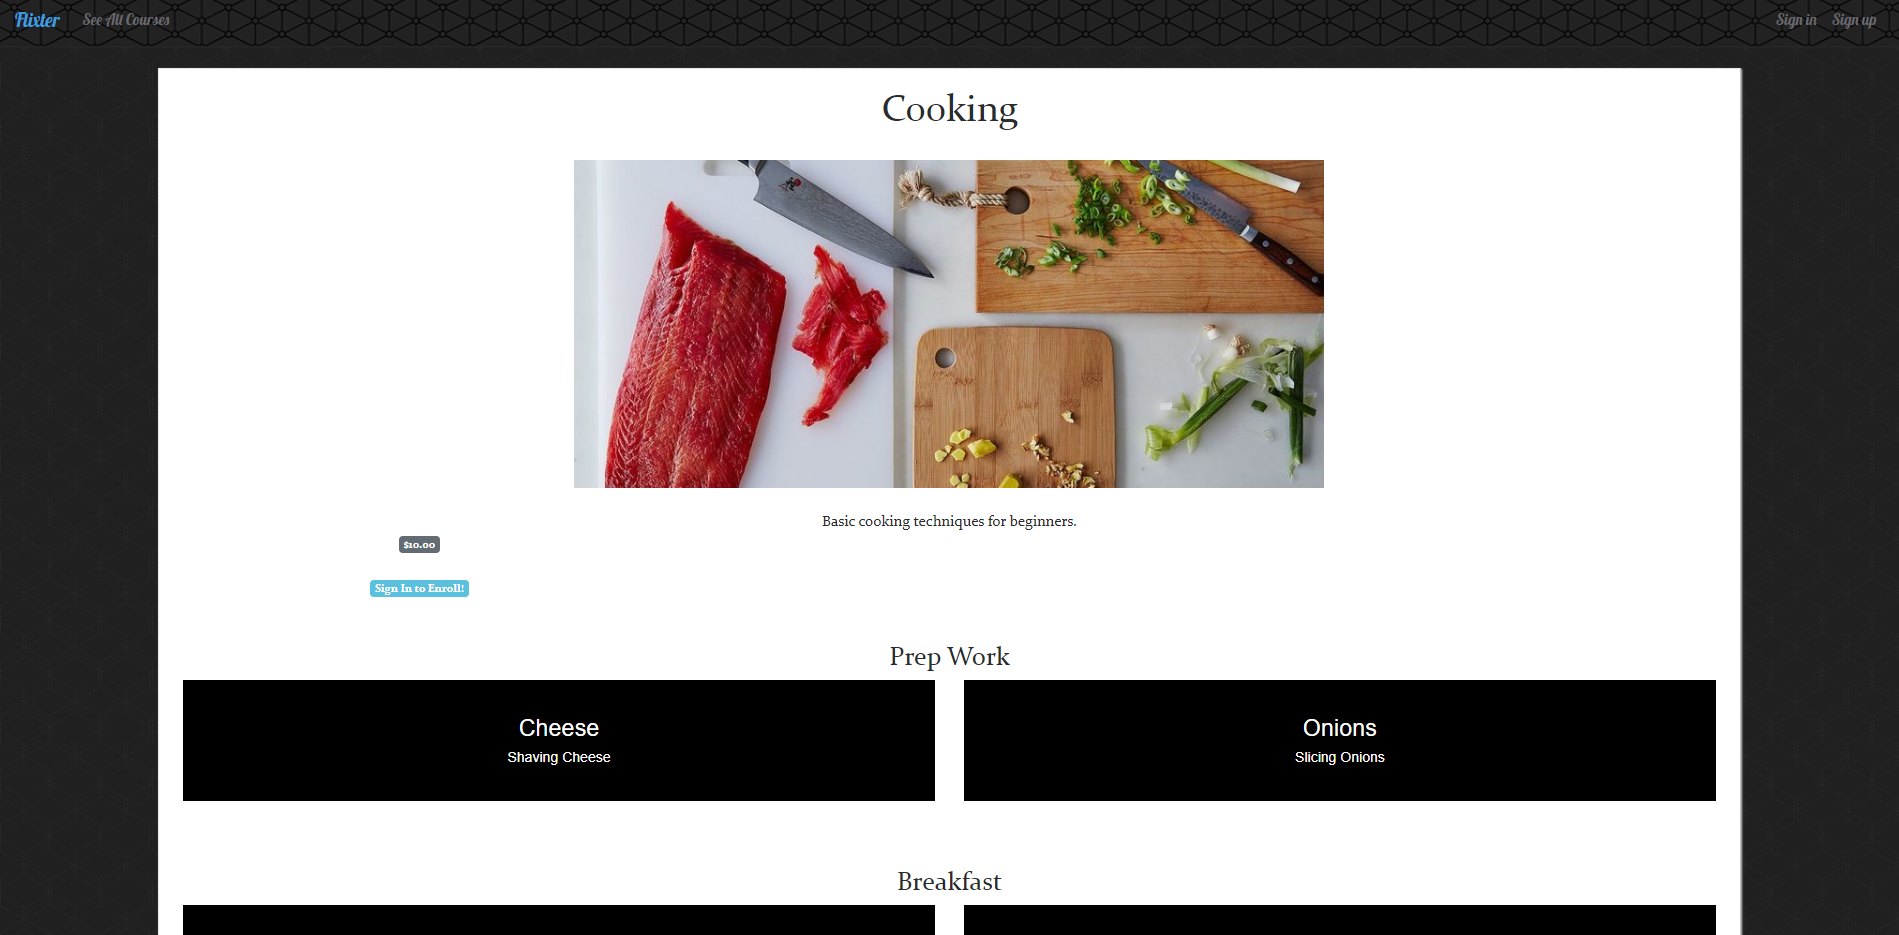 Flixter See All Courses Sign in Sign up
Cooking
Basic cooking techniques for beginners.
$10.00
Sign In to Enroll!
Prep Work
Cheese
Shaving Cheese
Onions
Slicing Onions
Breakfast